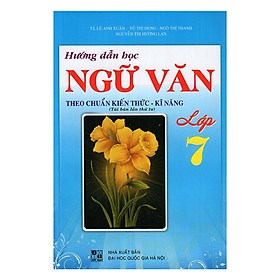 TS. LÊ ANH XUÂN - VŨ THỊ DUNG - NGÔ THỊ THANH
NGUYỄN THỊ HƯƠNG LAN
Hướng dẫn học
NGỮ VĂN
THEO CHUẨN KIẾN THỨC - KĨ NĂNG
(Tái bản lần thứ tư)
Lớp
7
NHÀ XUẤT BẢN
ĐẠI HỌC QUỐC GIA HÀ NỘI